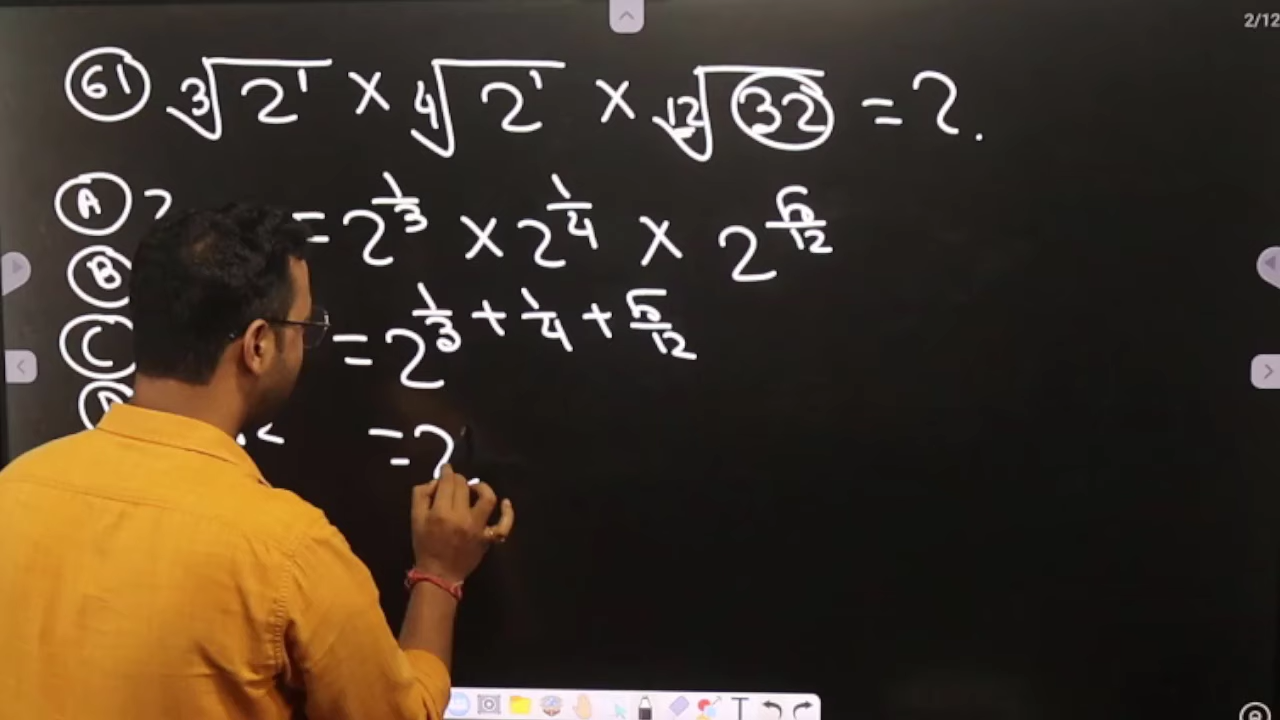 2/12
61 ∛2¹ × ∜2¹ × ¹²√32 = ?.
A = 2^(1/3) × 2^(1/4) × 2^(5/12)
B
C = 2^(1/3 + 1/4 + 5/12)
= 2
T